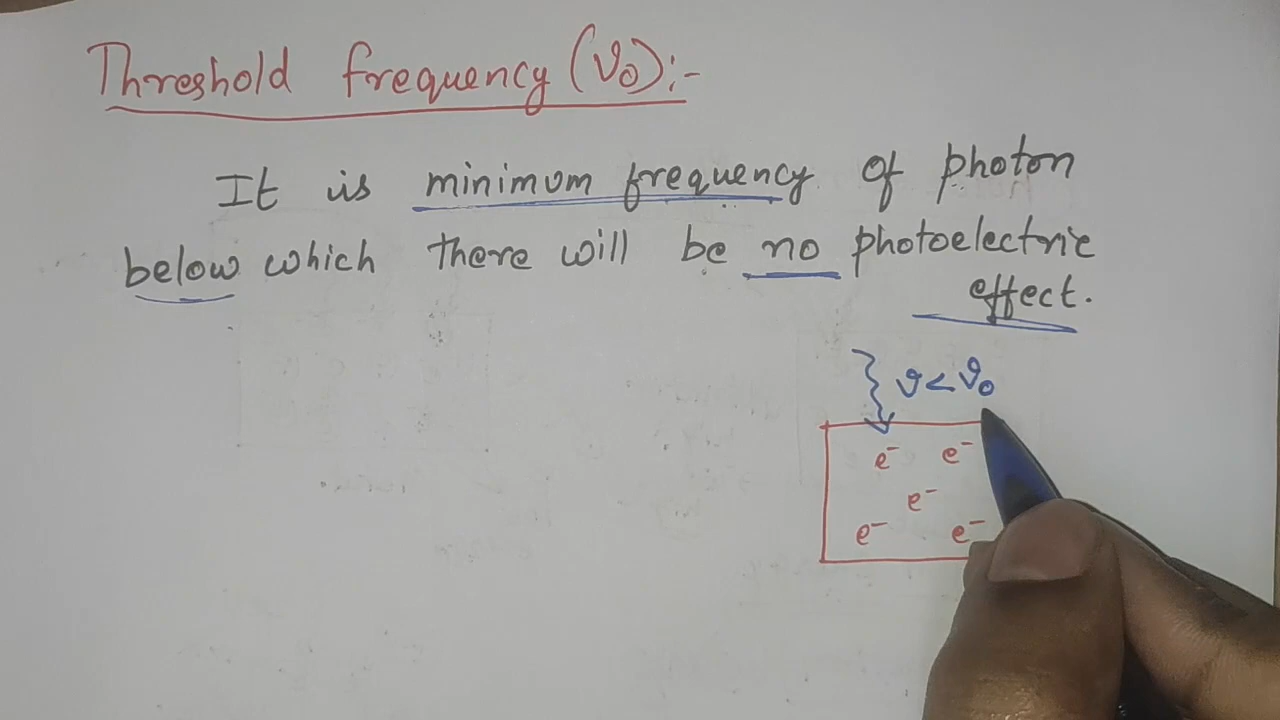 Threshold frequency (ν₀):-
It is minimum frequency of photon
below which there will be no photoelectric
effect.
ν < ν₀
e⁻ e⁻
e⁻
e⁻ e⁻